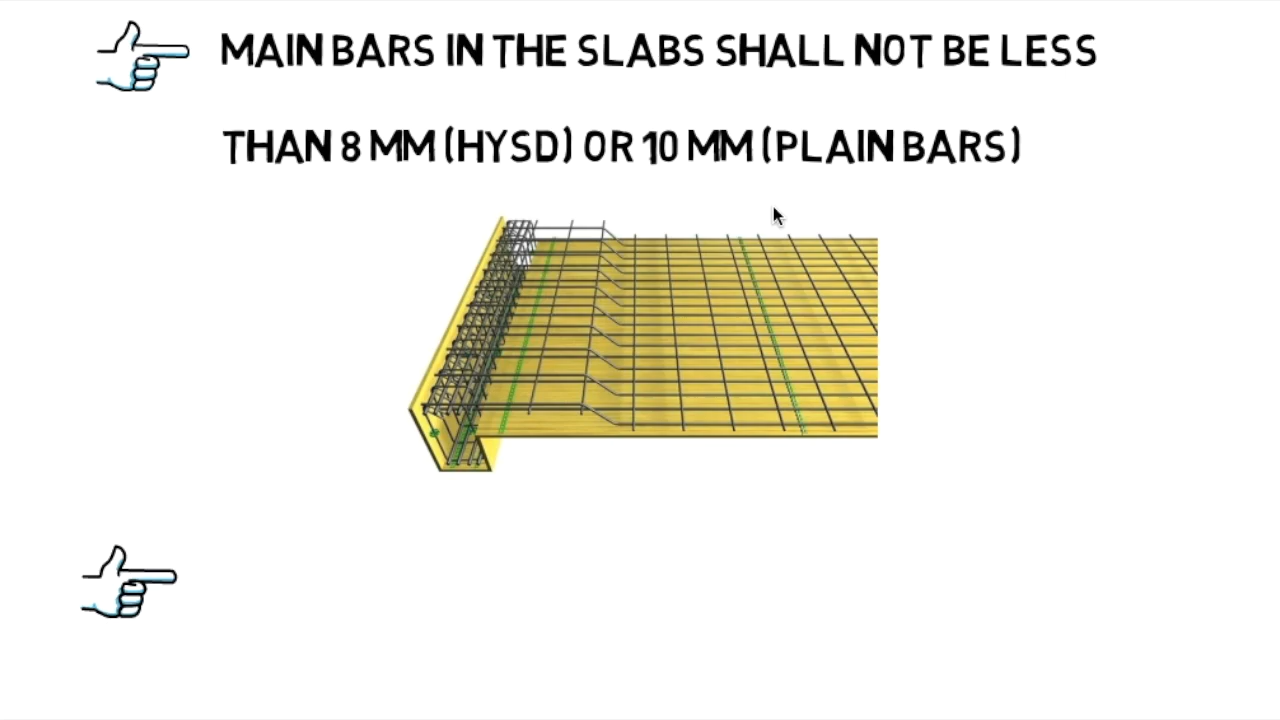 MAIN BARS IN THE SLABS SHALL NOT BE LESS
THAN 8 MM (HYSD) OR 10 MM (PLAIN BARS)